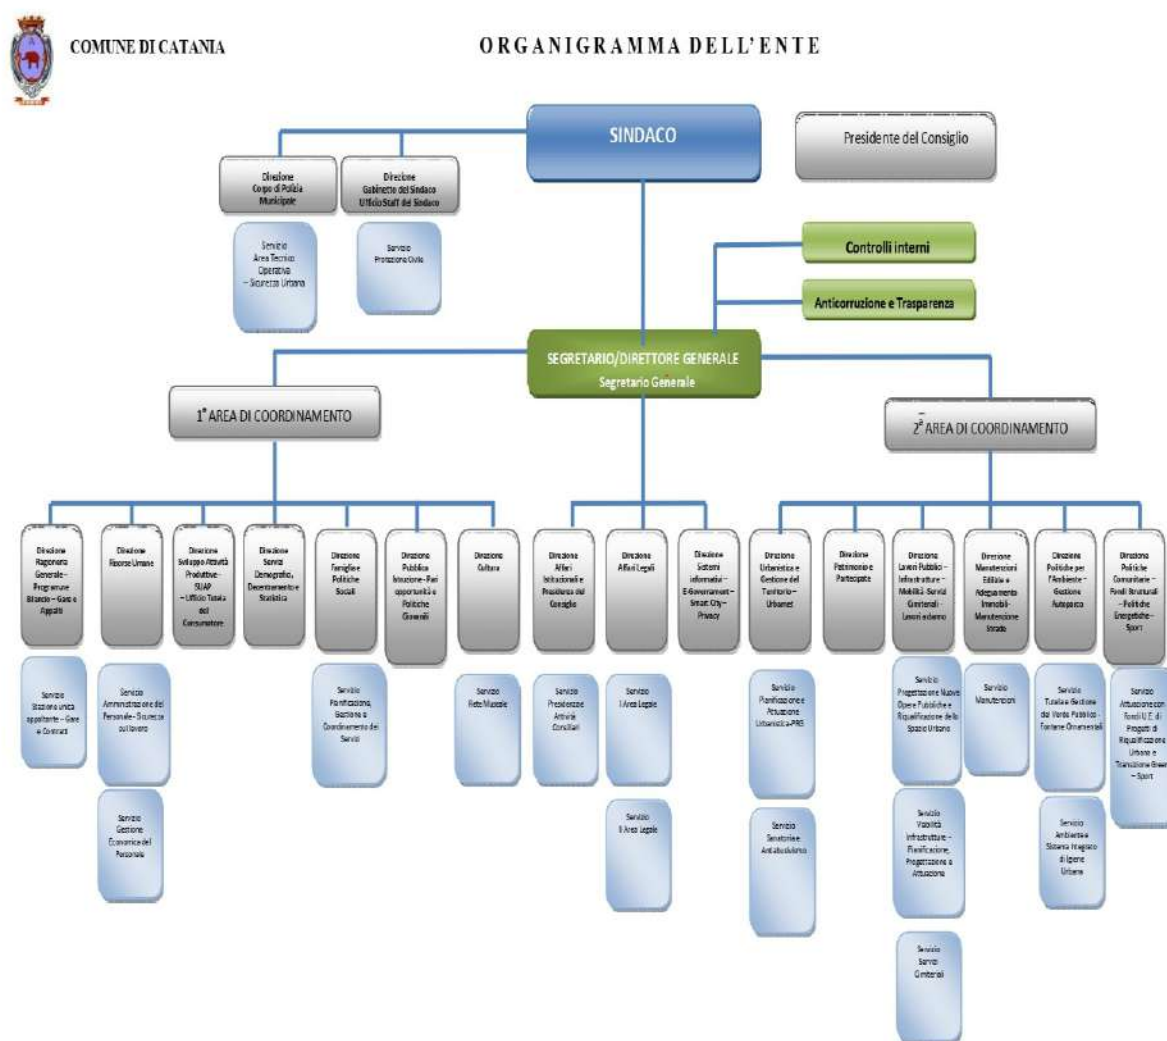 COMUNE DI CATANIA
ORGANIGRAMMA DELL'ENTE
SINDACO
Presidente del Consiglio
Direzione
Corpo di Polizia
Municipale
Direzione
Gabinetto del Sindaco
Ufficio Staff del Sindaco
Servizio
Area Tecnico
Operativa
– Sicurezza Urbana
Servizio
Protezione Civile
Controlli interni
Anticorruzione e Trasparenza
SEGRETARIO/DIRETTORE GENERALE
Segretario Generale
1ª AREA DI COORDINAMENTO
2ª AREA DI COORDINAMENTO
Direzione
Ragioneria
Generale –
Programm.
Bilancio – Gare e
Appalti
Direzione
Risorse Umane
Direzione
Sviluppo Attività
Produttive -
SUAP
– Ufficio Tutela del
Consumatore
Direzione
Servizi
Demografici,
Decentramento e
Statistica
Direzione
Famiglia e
Politiche
Sociali
Direzione
Pubblica
Istruzione - Pari
opportunità e
Politiche
Giovanili
Direzione
Cultura
Direzione
Affari
Istituzionali e
Presidenza del
Consiglio
Direzione
Affari Legali
Direzione
Sistemi
informativi –
E-Government –
Smart City –
Privacy
Direzione
Urbanistica e
Gestione del
Territorio –
Urbamet
Direzione
Patrimonio e
Partecipate
Direzione
Lavori Pubblici -
Infrastrutture –
Mobilità -Servizi
Cimiteriali -
Lavori esterno
Direzione
Manutenzioni
Edilizie e
Adeguamento
Immobili-
Manutenzione
Strade
Direzione
Politiche per
l'Ambiente –
Gestione
Autoparco
Direzione
Politiche
Comunitarie –
Fondi Strutturali
– Politiche
Energetiche –
Sport
Servizio
Stazione unica
appaltante – Gare
e Contratti
Servizio
Amministrazione del
Personale - Sicurezza
sul lavoro
Servizio
Gestione
Economica del
Personale
Servizio
Pianificazione,
Gestione e
Coordinamento dei
Servizi
Servizio
Rete Museale
Servizio
Presidenza e
Attività
Consiliari
Servizio
I Area Legale
Servizio
II Area Legale
Servizio
Pianificazione e
Attuazione
Urbanistica-PRG
Servizio
Sanatoria e
Antiabusivismo
Servizio
Progettazione Nuove
Opere Pubbliche e
Riqualificazione dello
Spazio Urbano
Servizio
Viabilità
Infrastrutture –
Pianificazione,
Progettazione e
Attuazione
Servizio
Servizi
Cimiteriali
Servizio
Manutenzioni
Servizio
Tutela e Gestione
del Verde Pubblico -
Fontane Ornamentali
Servizio
Ambiente e
Sistema Integrato
di Igiene
Urbana
Servizio
Attuazione con
Fondi U.E. di
Progetti di
Riqualificazione
Urbana e
Transizione Green
– Sport